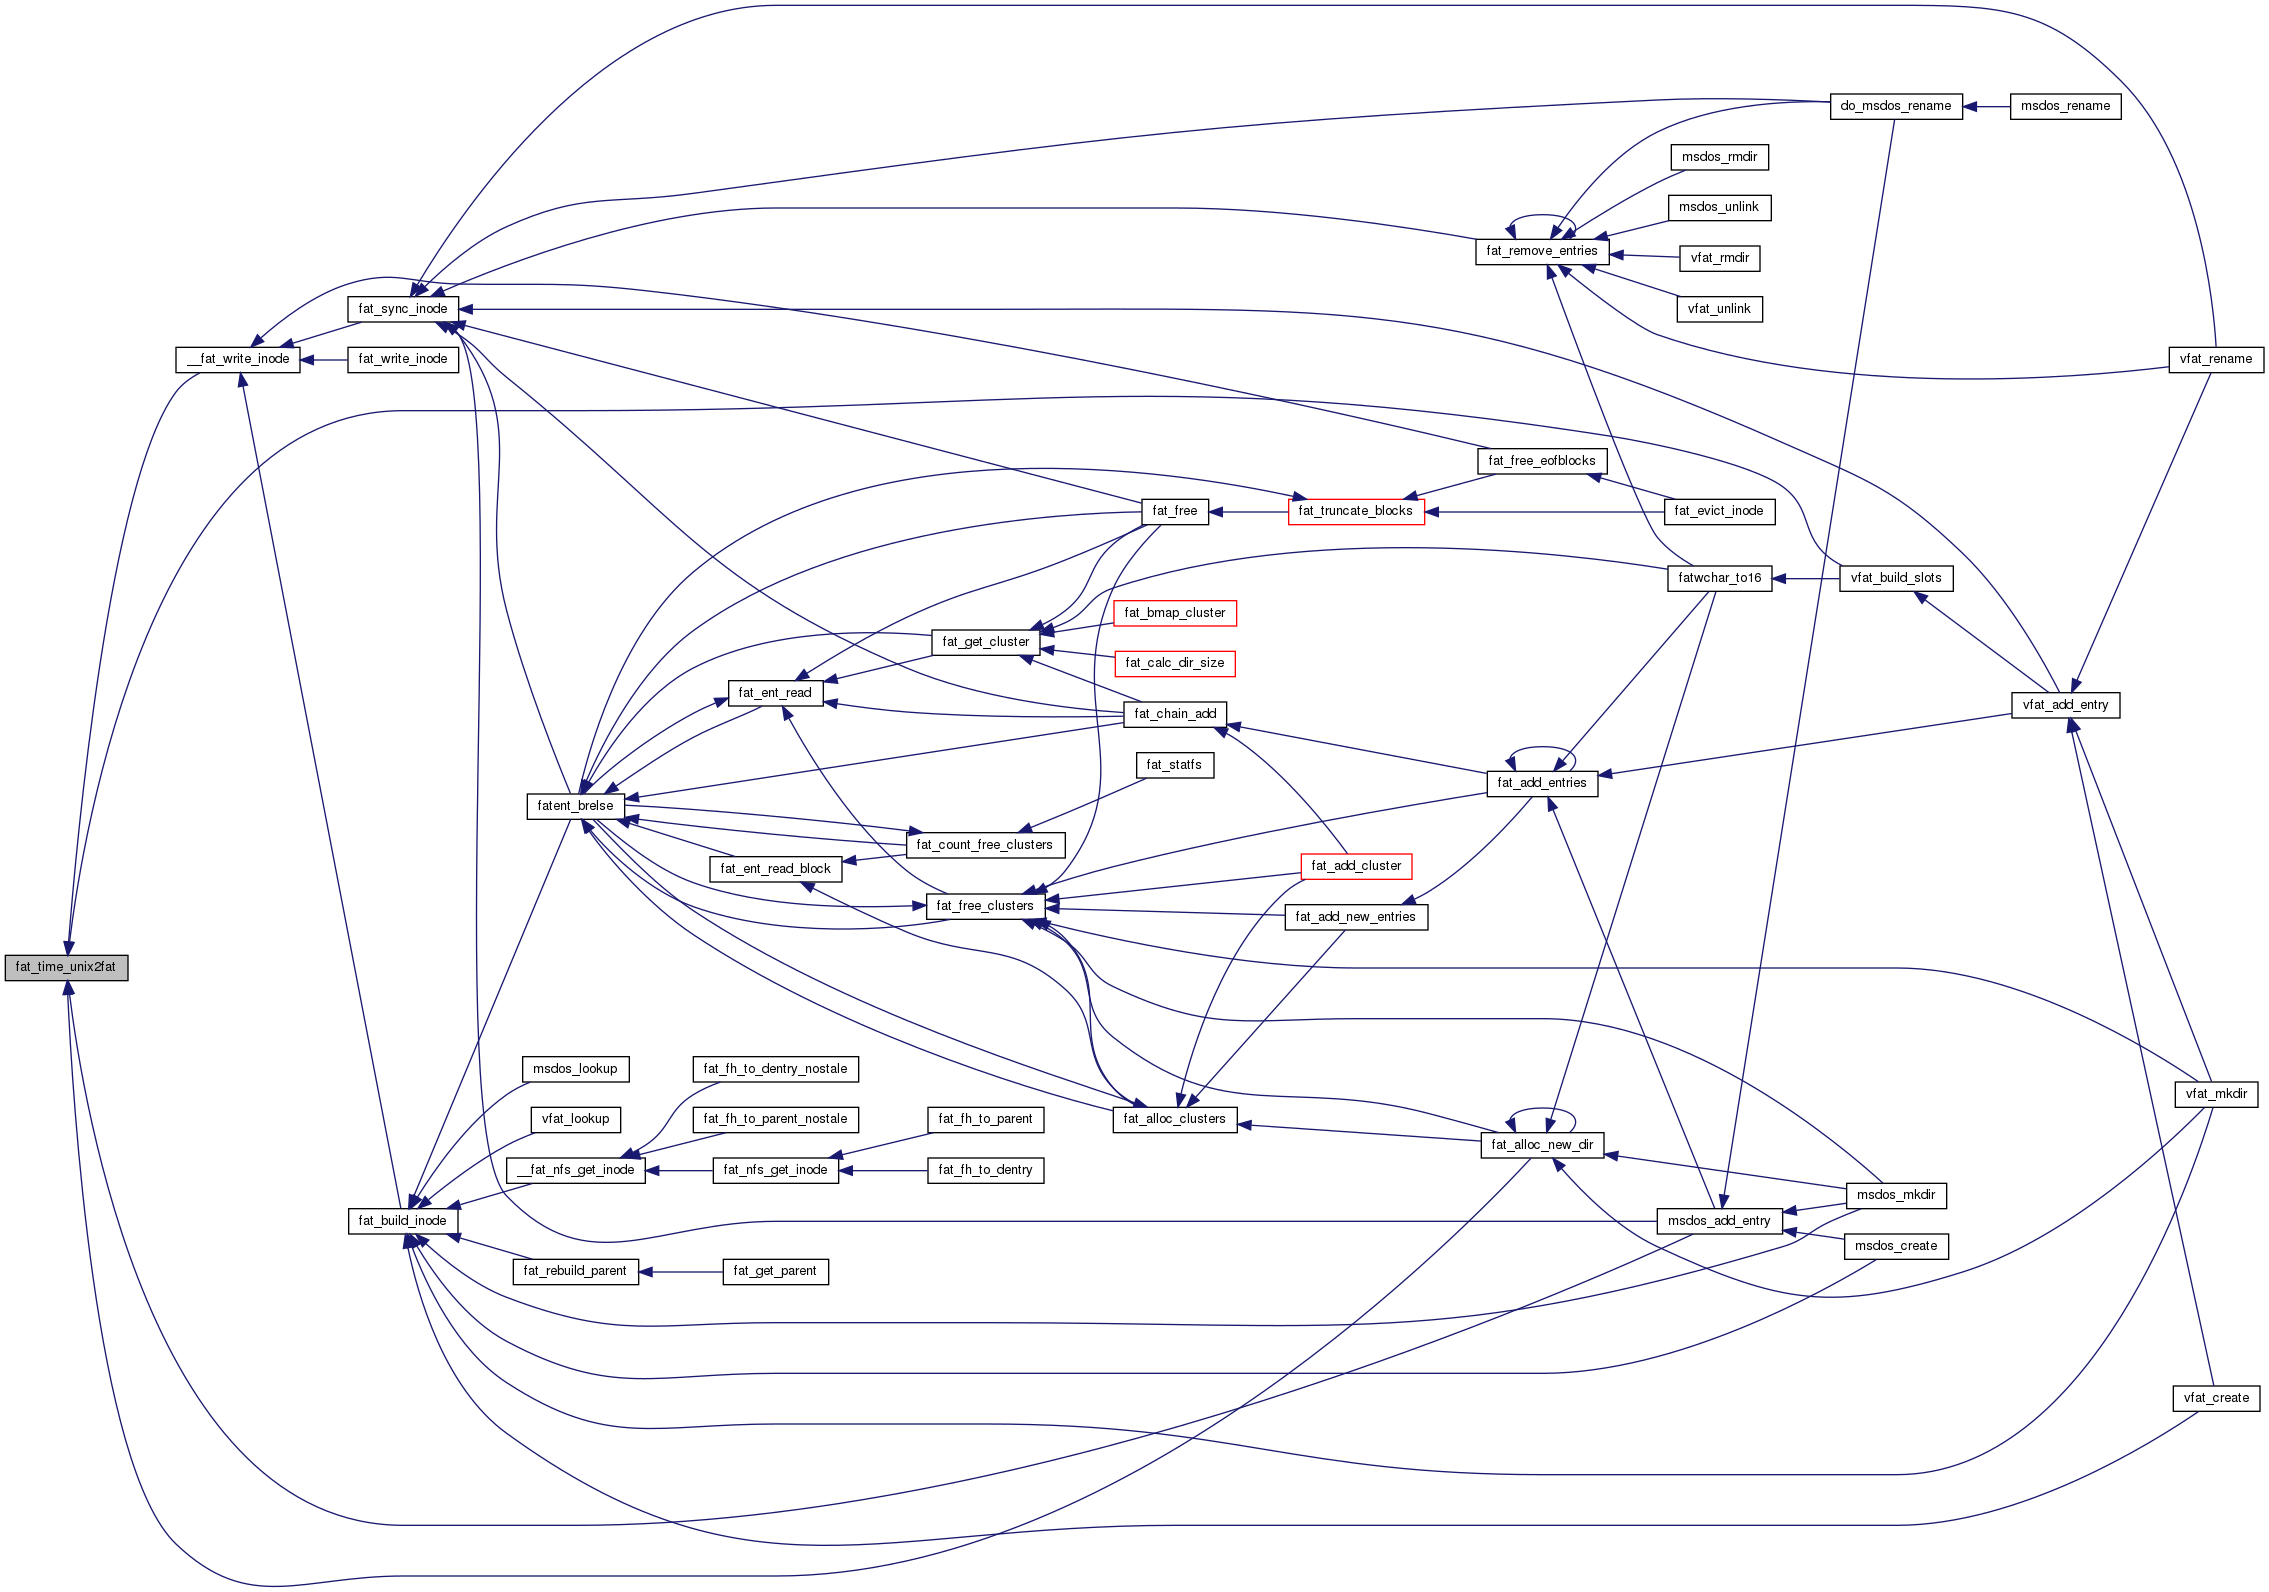 do_msdos_rename
msdos_rename
msdos_rmdir
msdos_unlink
fat_remove_entries
vfat_rmdir
fat_sync_inode
vfat_unlink
__fat_write_inode
fat_write_inode
vfat_rename
fat_free_eofblocks
fat_free
fat_truncate_blocks
fat_evict_inode
fatwchar_to16
vfat_build_slots
fat_bmap_cluster
fat_get_cluster
fat_calc_dir_size
fat_ent_read
fat_chain_add
vfat_add_entry
fat_statfs
fat_add_entries
fatent_brelse
fat_count_free_clusters
fat_ent_read_block
fat_add_cluster
fat_free_clusters
fat_add_new_entries
fat_time_unix2fat
msdos_lookup
fat_fh_to_dentry_nostale
vfat_mkdir
vfat_lookup
fat_fh_to_parent_nostale
fat_fh_to_parent
fat_alloc_clusters
fat_alloc_new_dir
__fat_nfs_get_inode
fat_nfs_get_inode
fat_fh_to_dentry
msdos_mkdir
fat_build_inode
msdos_add_entry
msdos_create
fat_rebuild_parent
fat_get_parent
vfat_create